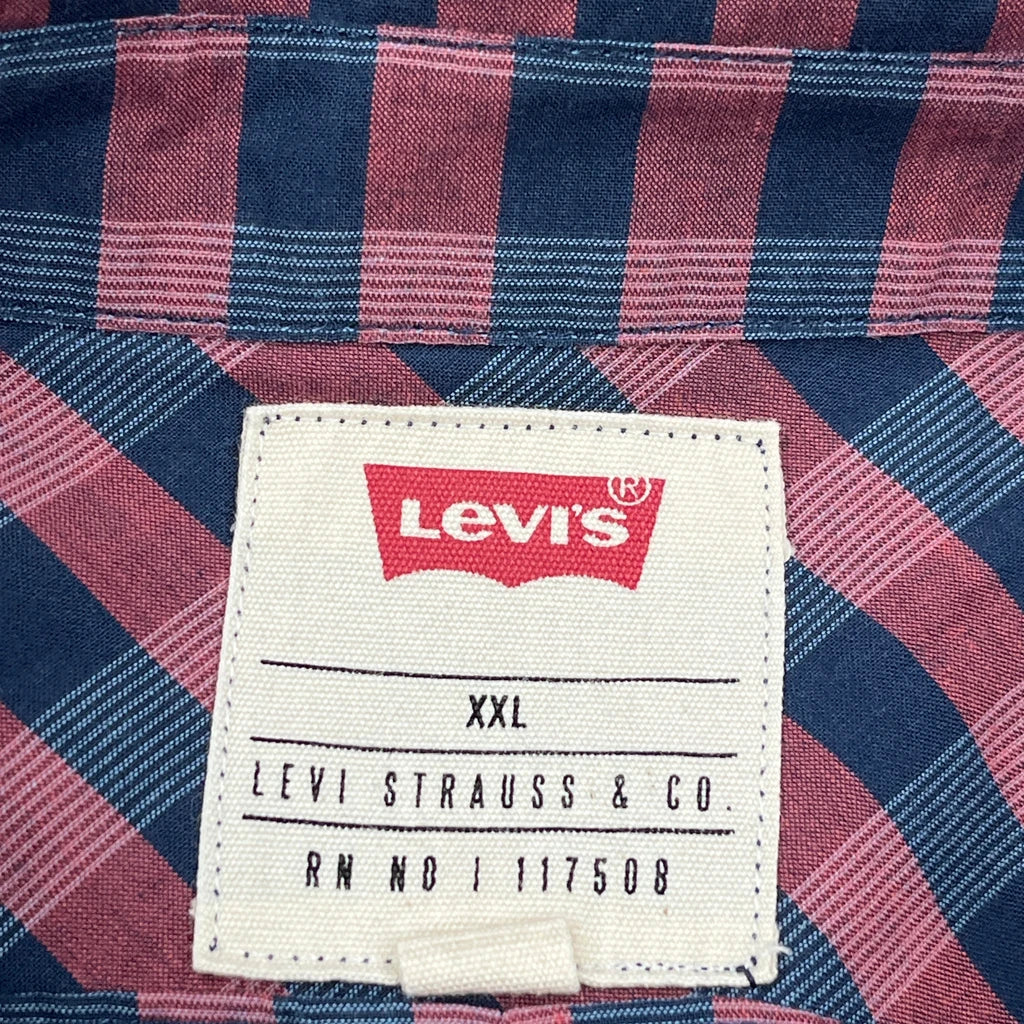 LEVI'S®
XXL
LEVI STRAUSS & CO.
RN NO | 117508